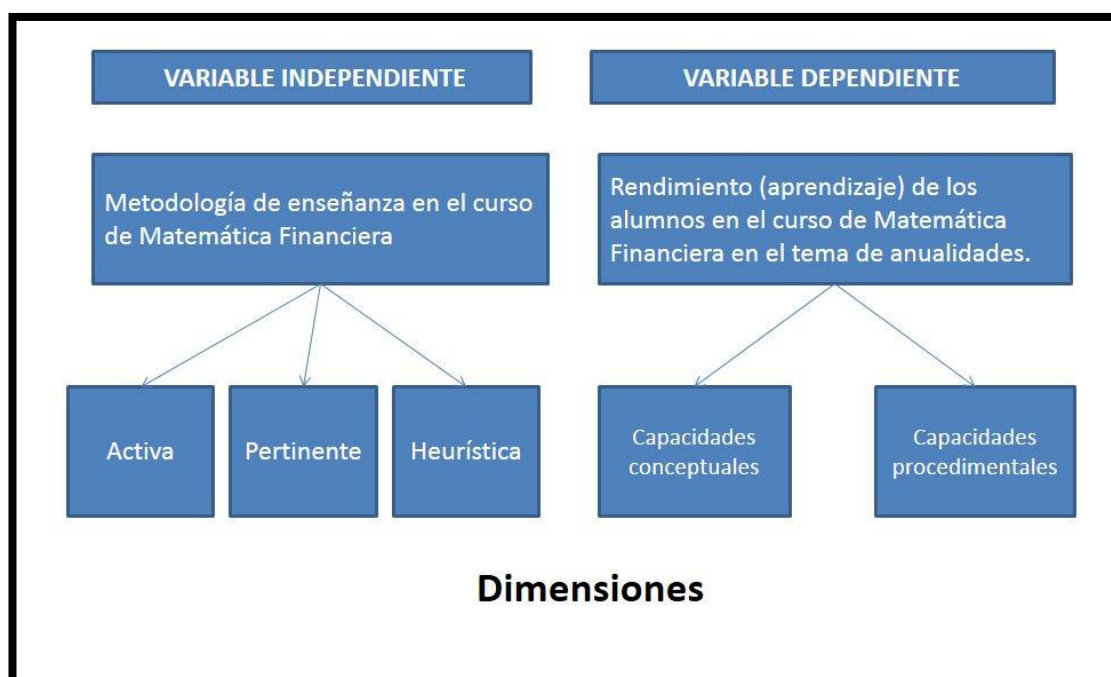 VARIABLE INDEPENDIENTE
VARIABLE DEPENDIENTE
Metodología de enseñanza en el curso
de Matemática Financiera
Rendimiento (aprendizaje) de los
alumnos en el curso de Matemática
Financiera en el tema de anualidades.
Activa
Pertinente
Heurística
Capacidades
conceptuales
Capacidades
procedimentales
Dimensiones